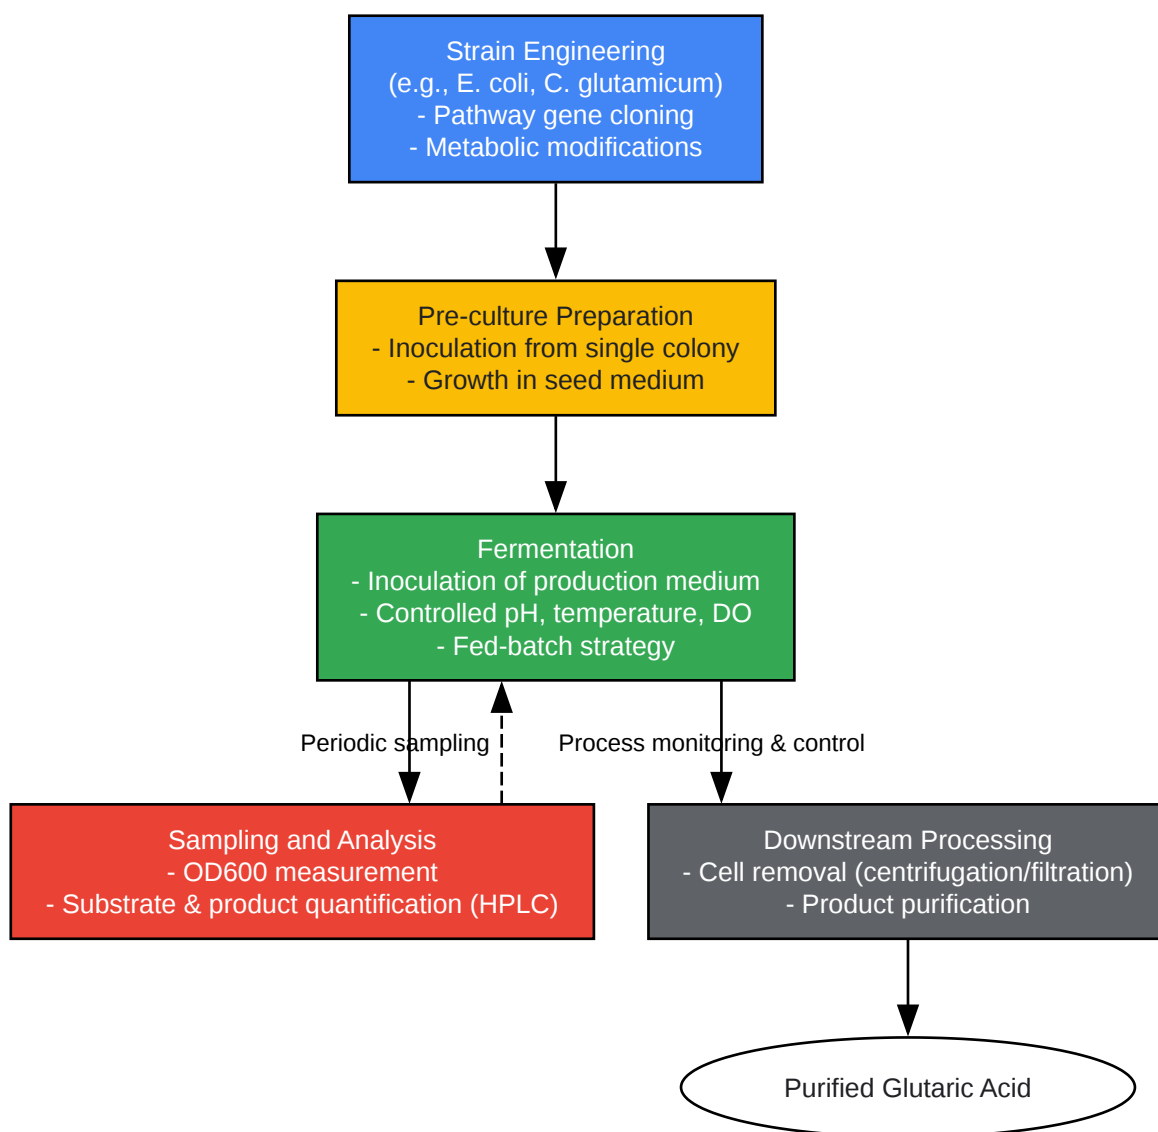 Strain Engineering
(e.g., E. coli, C. glutamicum)
- Pathway gene cloning
- Metabolic modifications
Pre-culture Preparation
- Inoculation from single colony
- Growth in seed medium
Fermentation
- Inoculation of production medium
- Controlled pH, temperature, DO
- Fed-batch strategy
Periodic sampling
Process monitoring & control
Sampling and Analysis
- OD600 measurement
- Substrate & product quantification (HPLC)
Downstream Processing
- Cell removal (centrifugation/filtration)
- Product purification
Purified Glutaric Acid